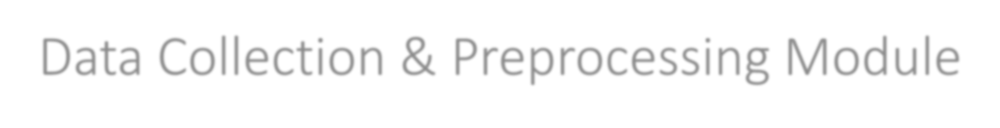 Data Collection & Preprocessing Module